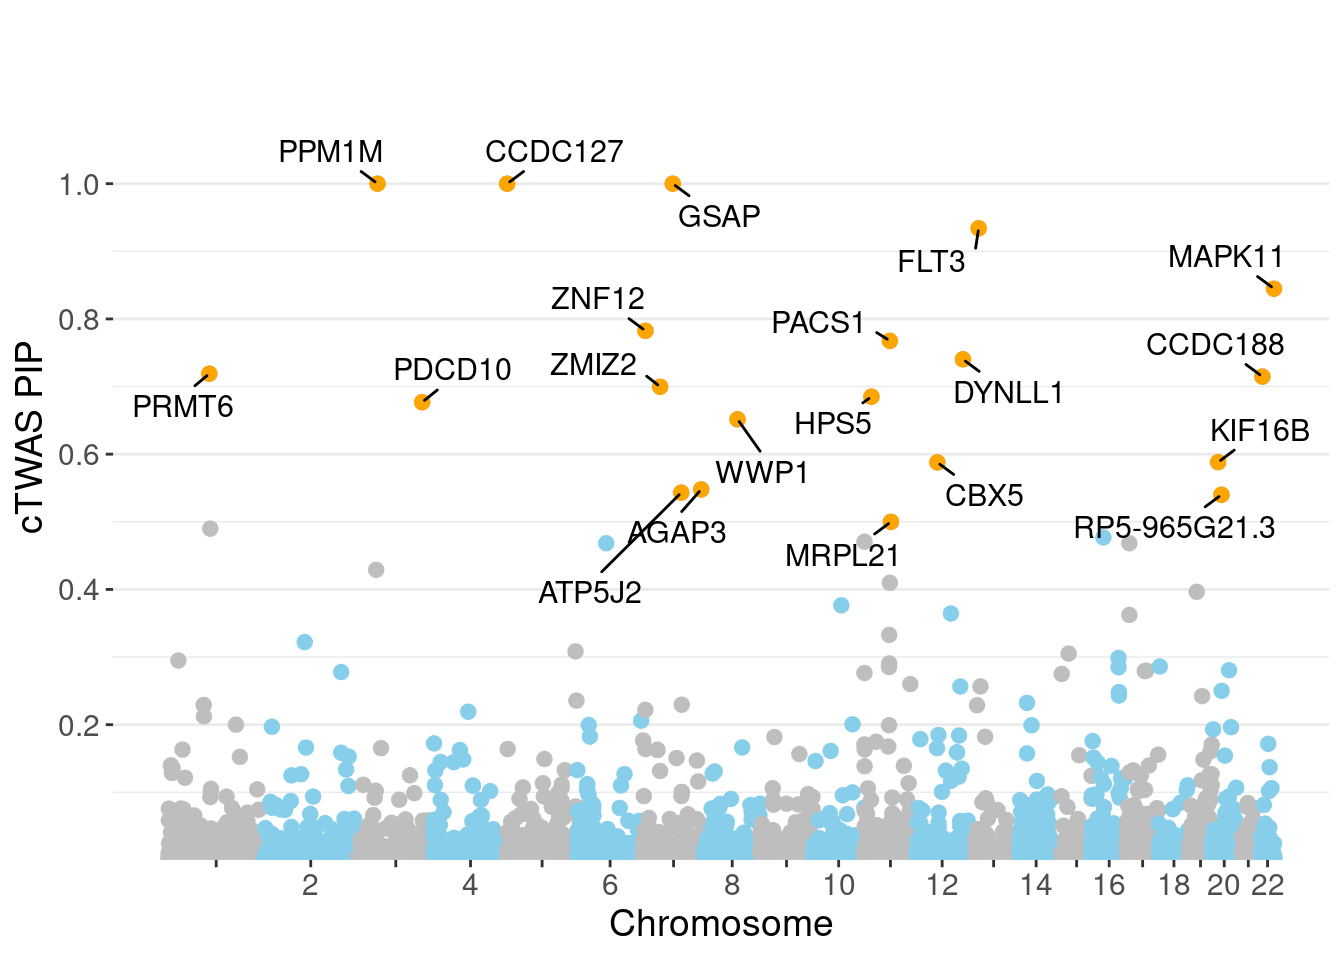 PPM1M
CCDC127
1.0
GSAP
FLT3
MAPK11
ZNF12
PACS1
0.8
CCDC188
ZMIZ2
PDCD10
DYNLL1
PRMT6
HPS5
KIF16B
0.6
WWP1
CBX5
RP5-965G21.3
AGAP3
MRPL21
ATP5J2
0.4
0.2
cTWAS PIP
2 4 6 8 10 12 14 16 18 20 22
Chromosome